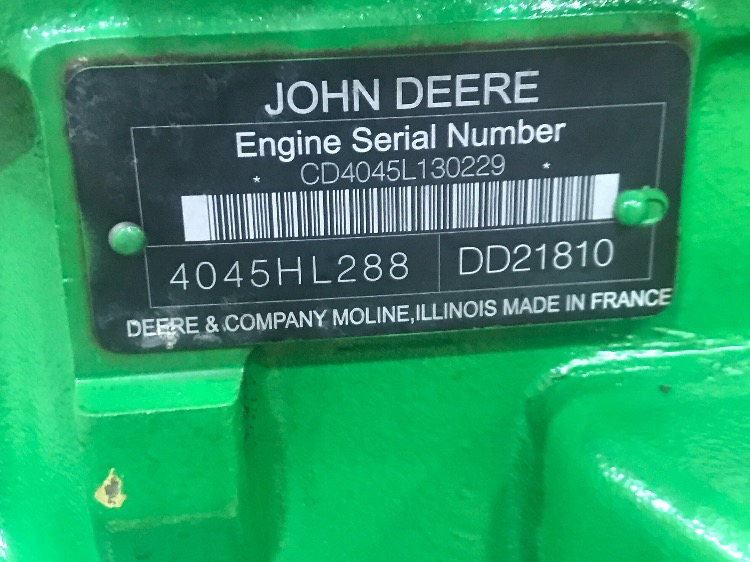 JOHN DEERE
Engine Serial Number
* CD4045L130229 *
4045HL288 DD21810
DEERE & COMPANY MOLINE,ILLINOIS MADE IN FRANCE